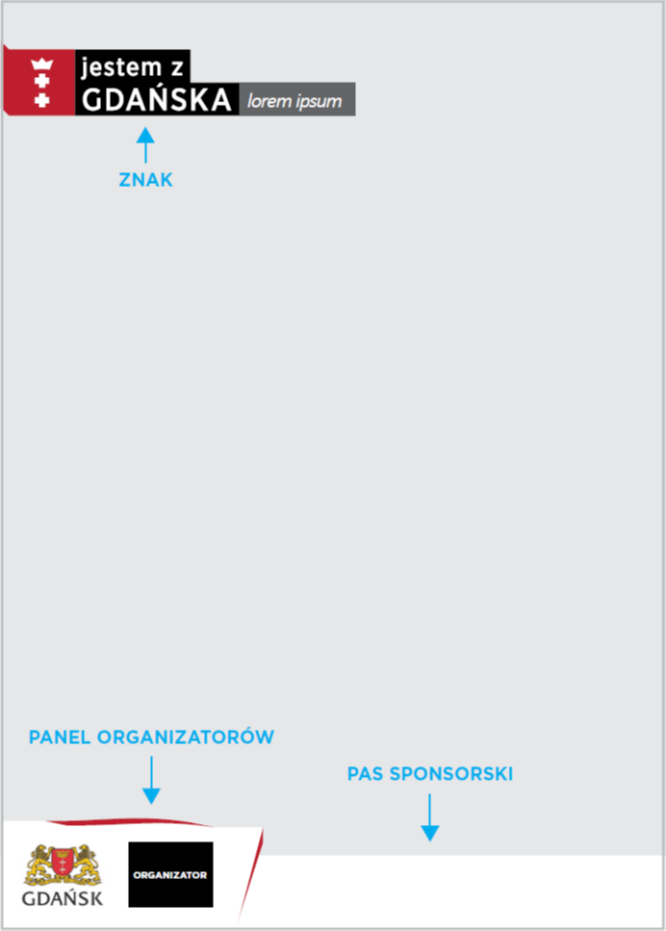 jestem z
GDAŃSKA lorem ipsum
ZNAK
PANEL ORGANIZATORÓW
PAS SPONSORSKI
ORGANIZATOR
GDAŃSK